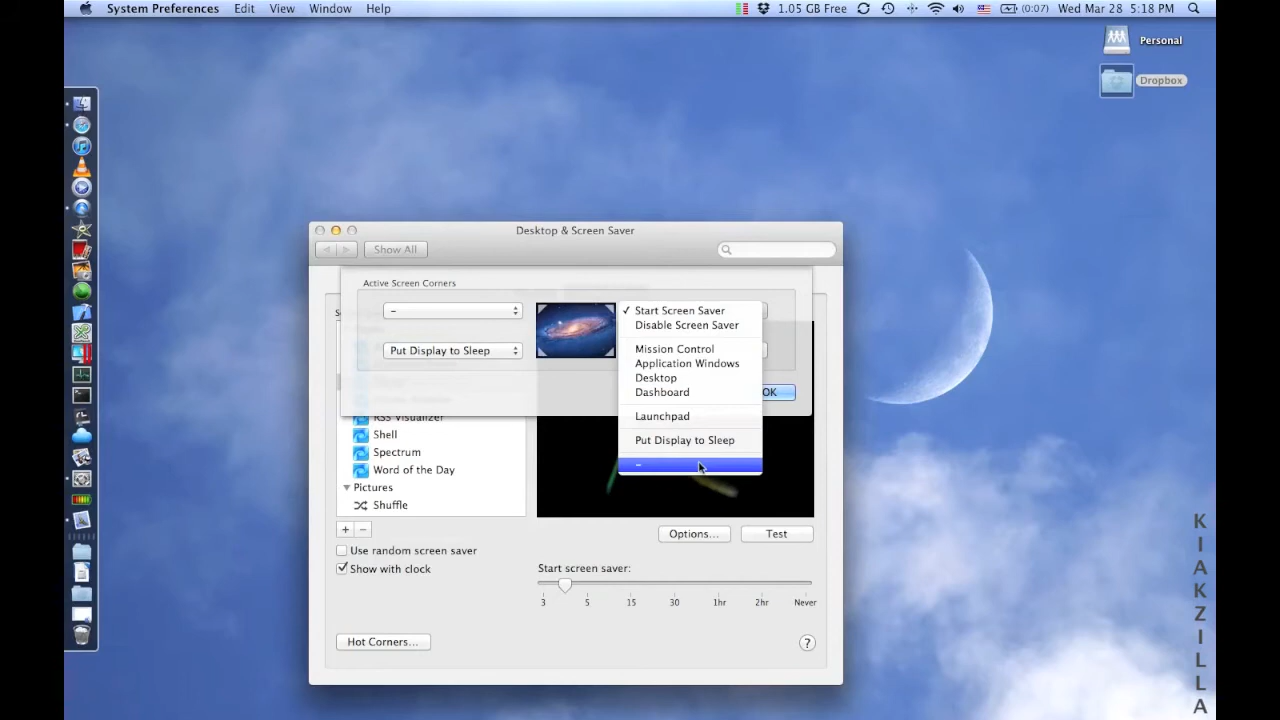 System Preferences Edit View Window Help 1.05 GB Free (0:07) Wed Mar 28 5:18 PM
Personal
Dropbox
Desktop & Screen Saver
Show All
Active Screen Corners
–
Start Screen Saver
Disable Screen Saver
Put Display to Sleep
Mission Control
Application Windows
Desktop
Dashboard
OK
Launchpad
Put Display to Sleep
–
RSS Visualizer
Shell
Spectrum
Word of the Day
Pictures
Shuffle
+ −
Options... Test
Use random screen saver
Show with clock
Start screen saver:
3 5 15 30 1hr 2hr Never
Hot Corners... ?
KIAKZILLA